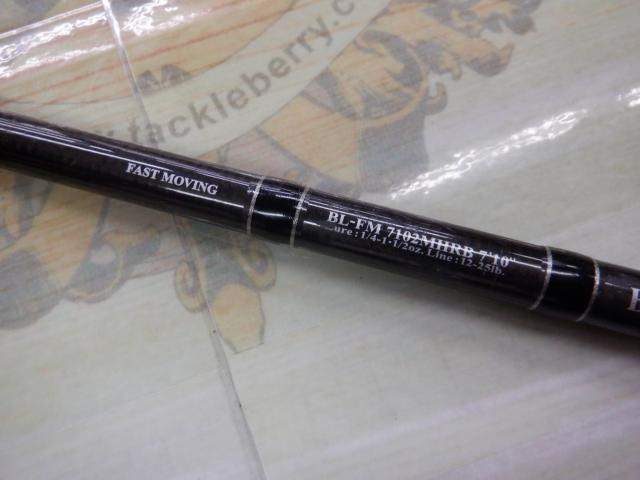 tackleberry.c
FAST MOVING
BL-FM 7102MHRB 7'10"
ure : 1/4-1·1/2oz. Line : 12-25lb.